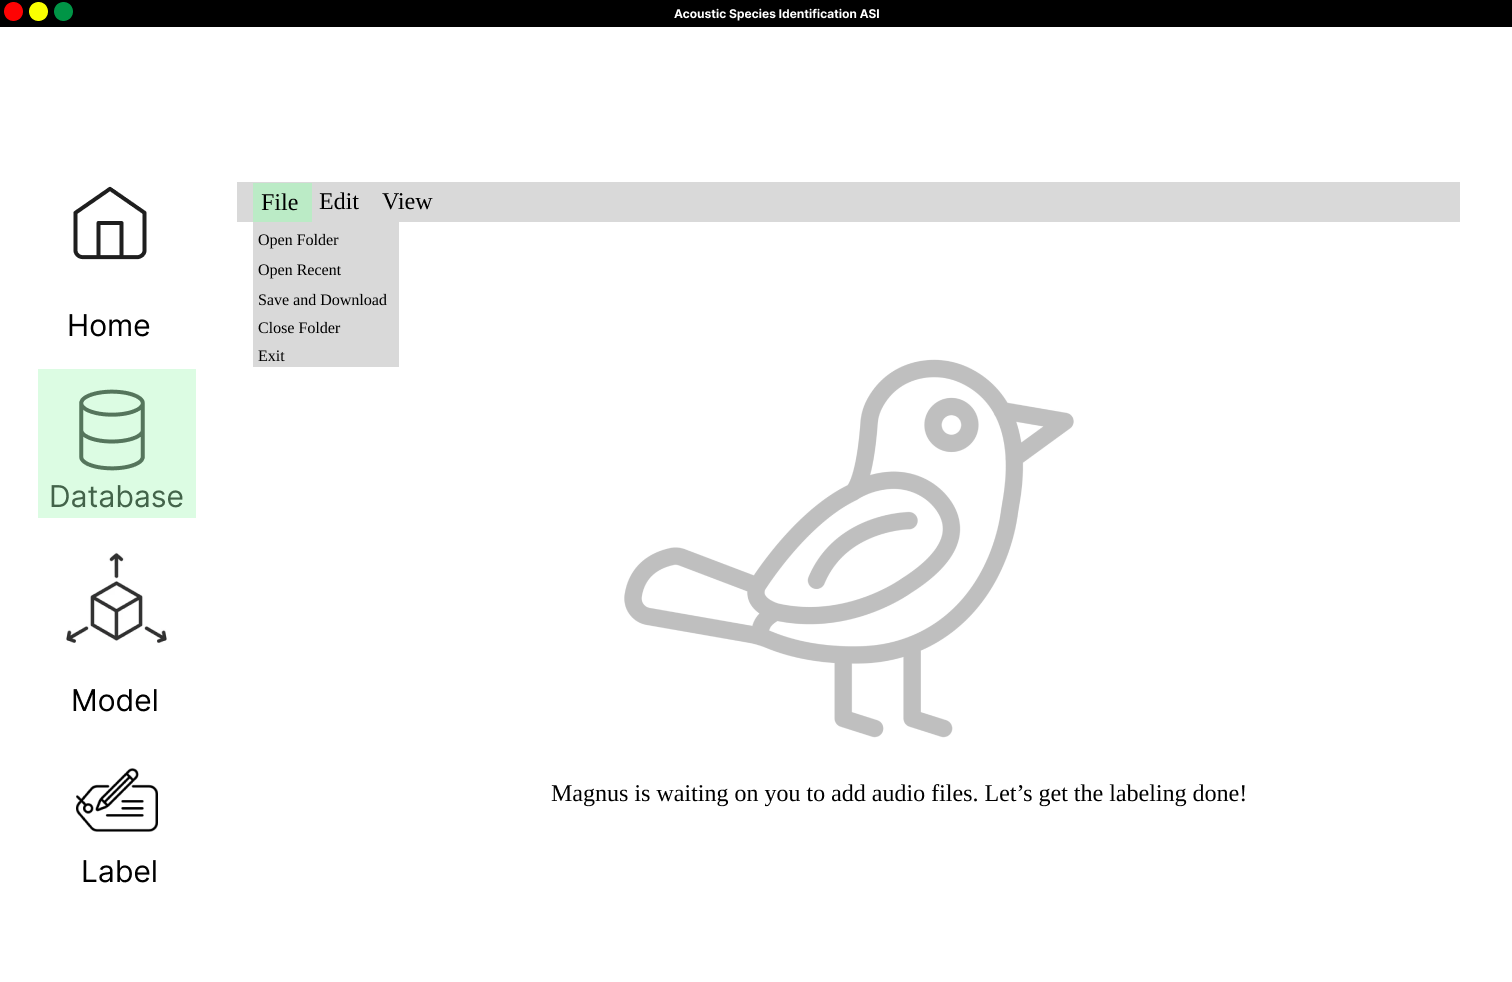 Acoustic Species Identification ASI
Home
Database
Model
Label
File Edit View
Open Folder
Open Recent
Save and Download
Close Folder
Exit
Magnus is waiting on you to add audio files. Let’s get the labeling done!